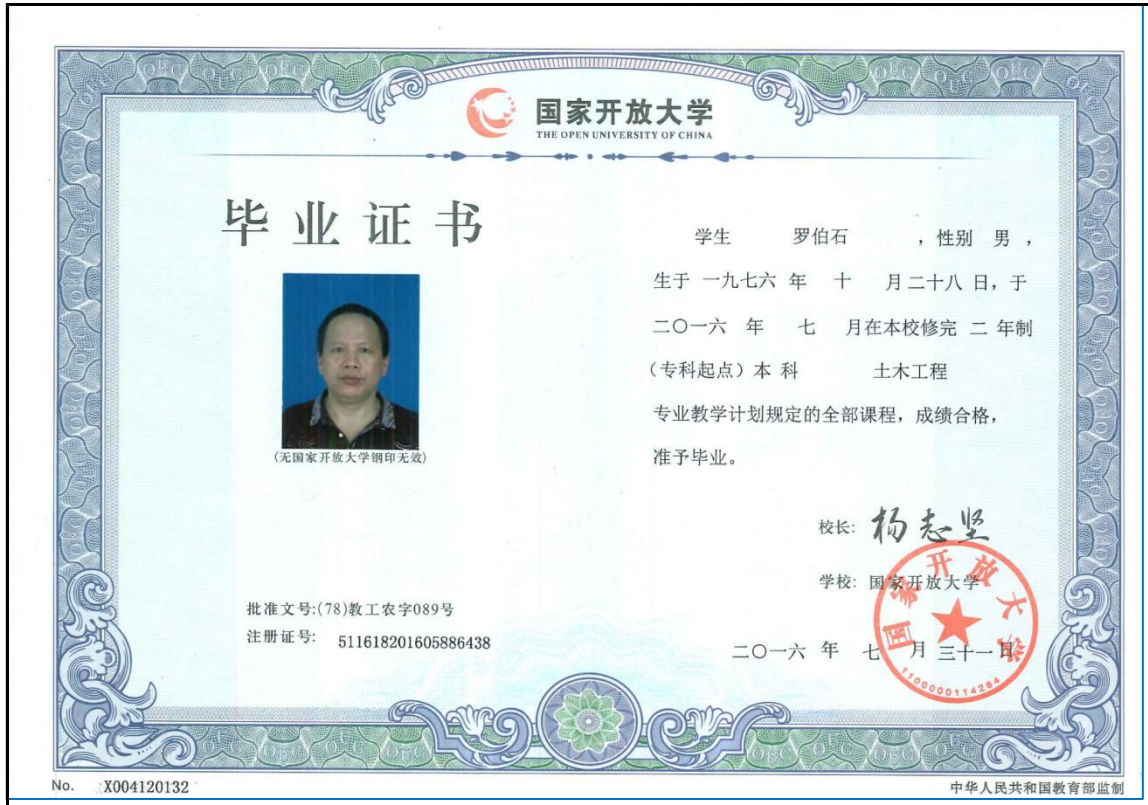 国家开放大学
THE OPEN UNIVERSITY OF CHINA
毕业证书
(无国家开放大学钢印无效)
批准文号:(78)教工农字089号
注册证号: 511618201605886438
学生 罗伯石 ，性别 男 ，
生于 一九七六 年 十 月二十八 日，于
二〇一六 年 七 月在本校修完 二 年制
（专科起点）本 科 土木工程
专业教学计划规定的全部课程，成绩合格，
准予毕业。
校长: 杨志坚
学校: 国家开放大学
二〇一六 年 七 月 三十一 日
国家开放大学
1100000114264
No. X004120132
中华人民共和国教育部监制